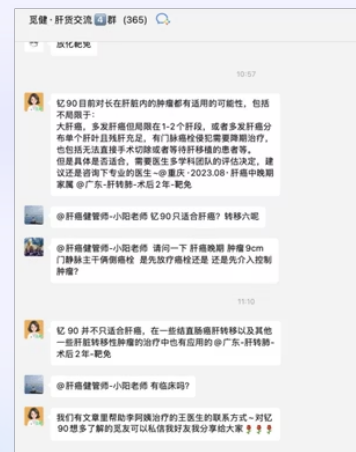 觅健·肝货交流4群 (365)
放化靶免
10:57
钇90目前对长在肝脏内的肿瘤都有适用的可能性，包括
不局限于：
大肝癌，多发肝癌但局限在1-2个肝段，或者多发肝癌分
布单个肝叶且残肝充足，有门脉癌栓侵犯需要降期治疗，
也包括无法直接手术切除或者等待肝移植的患者等。
但是具体是否适合，需要医生多学科团队的评估决定，建
议还是咨询下专业的医生~@重庆·2023.08·肝癌中晚期
家属 @广东-肝转肺-术后2年-靶免
@肝癌健管师-小阳老师 钇90只适合肝癌？转移六呢
@肝癌健管师-小阳老师 请问一下 肝癌晚期 肿瘤9cm
门静脉主干俩侧癌栓 是先放疗癌栓还是 还是先介入控制
肿瘤？
11:10
钇 90 并不只适合肝癌，在一些结直肠癌肝转移以及其他
一些肝脏转移性肿瘤的治疗中也有应用的 @广东-肝转肺-
术后2年-靶免
@肝癌健管师-小阳老师 有临床吗？
我们有文章里帮助李阿姨治疗的王医生的联系方式~对钇
90想多了解的觅友可以私信我好友我分享给大家🌹🌹🌹